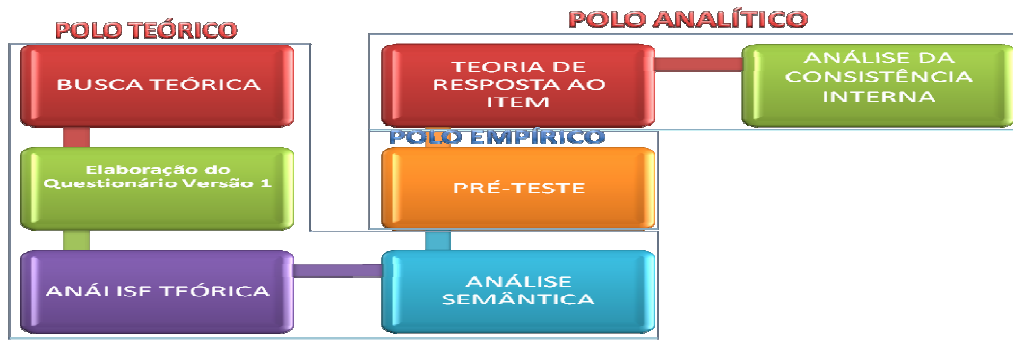 POLO TEÓRICO
BUSCA TEÓRICA
Elaboração do
Questionário Versão 1
ANÁLISE TEÓRICA
ANÁLISE
SEMÂNTICA
POLO EMPÍRICO
PRÉ-TESTE
POLO ANALÍTICO
TEORIA DE
RESPOSTA AO
ITEM
ANÁLISE DA
CONSISTÊNCIA
INTERNA